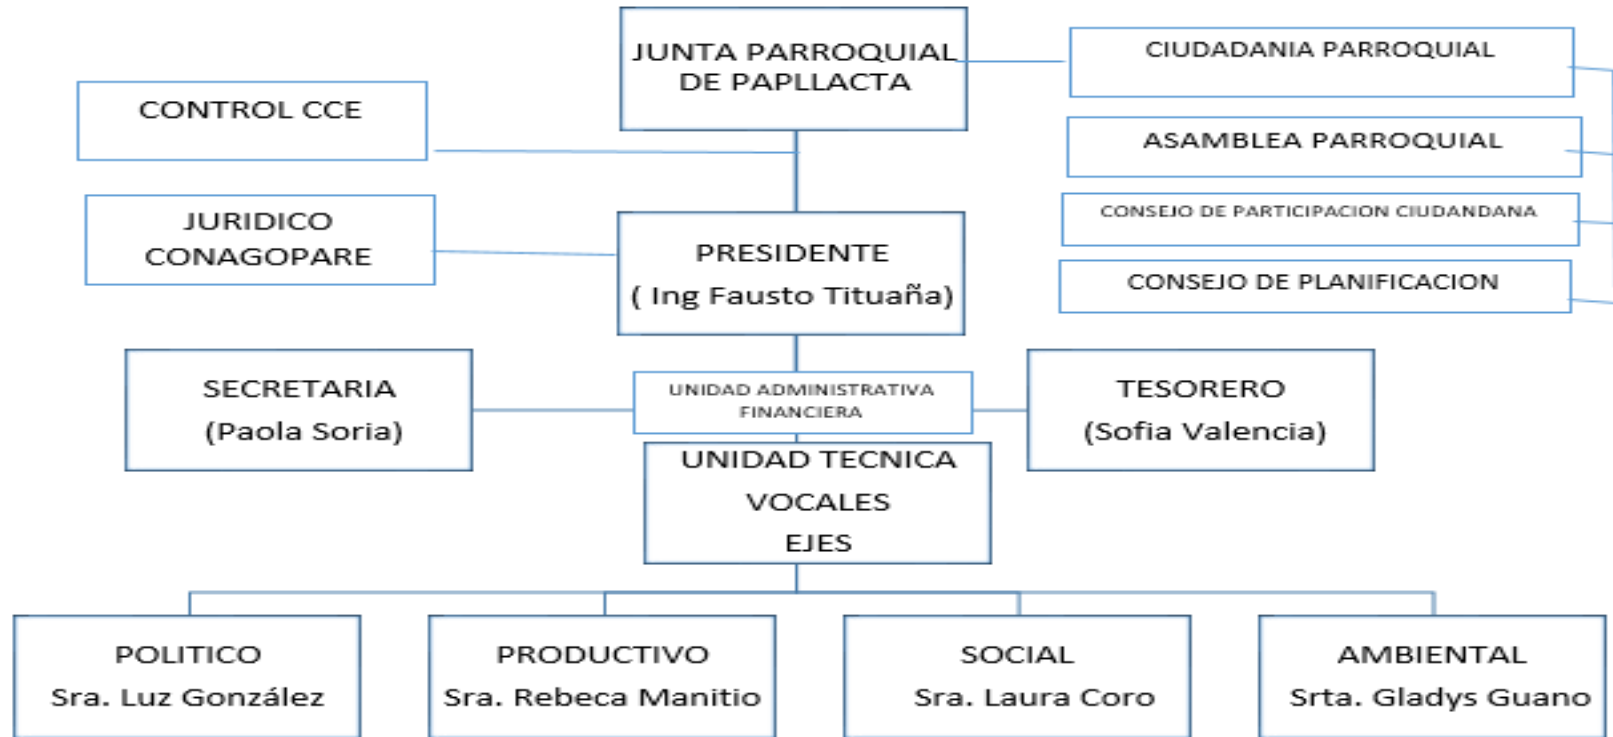 JUNTA PARROQUIAL
DE PAPLLACTA
CIUDADANIA PARROQUIAL
CONTROL CCE
ASAMBLEA PARROQUIAL
JURIDICO
CONAGOPARE
CONSEJO DE PARTICIPACION CIUDANDANA
PRESIDENTE
( Ing Fausto Tituaña)
CONSEJO DE PLANIFICACION
SECRETARIA
(Paola Soria)
UNIDAD ADMINISTRATIVA
FINANCIERA
TESORERO
(Sofia Valencia)
UNIDAD TECNICA
VOCALES
EJES
POLITICO
Sra. Luz González
PRODUCTIVO
Sra. Rebeca Manitio
SOCIAL
Sra. Laura Coro
AMBIENTAL
Srta. Gladys Guano